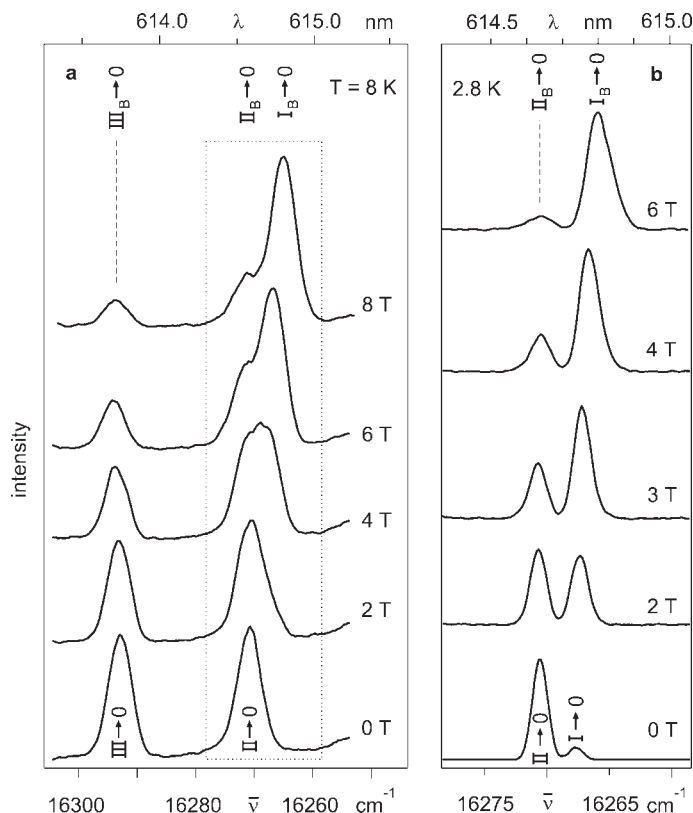 614.0 λ 615.0 nm
a
Ⅲ_B→0
Ⅱ_B→0
Ⅰ_B→0
T = 8 K
8 T
6 T
4 T
2 T
0 T
Ⅲ→0
Ⅱ→0
intensity
16300 16280 ν̄ 16260 cm⁻¹
614.5 λ nm 615.0
2.8 K
Ⅱ_B→0
Ⅰ_B→0
b
6 T
4 T
3 T
2 T
0 T
Ⅱ→0
Ⅰ→0
16275 ν̄ 16265 cm⁻¹